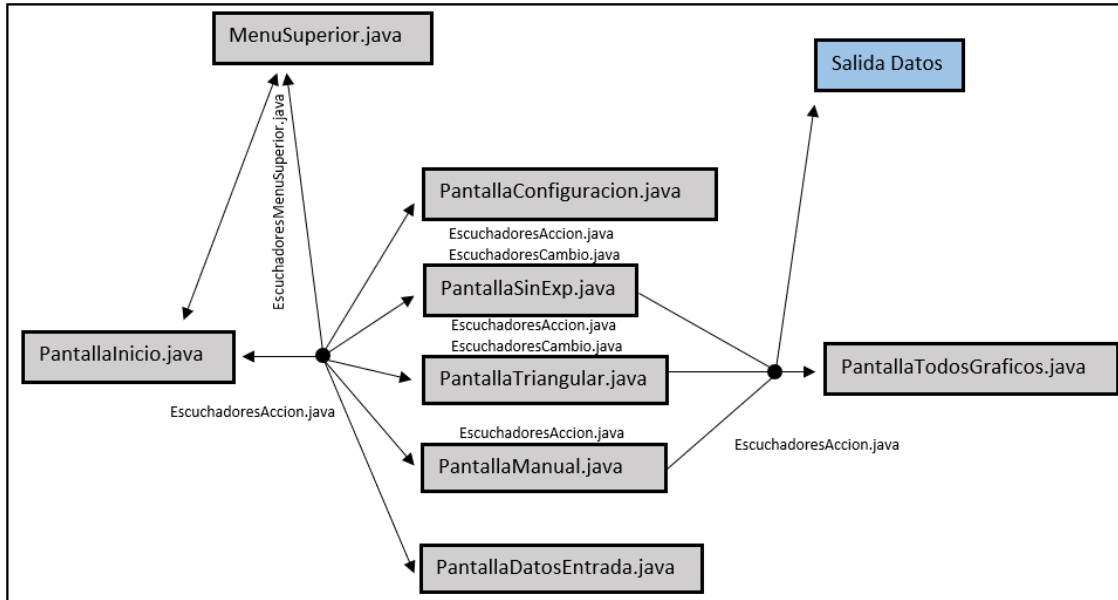 MenuSuperior.java
Salida Datos
EscuchadoresMenuSuperior.java
PantallaConfiguracion.java
EscuchadoresAccion.java
EscuchadoresCambio.java
PantallaSinExp.java
EscuchadoresAccion.java
EscuchadoresCambio.java
PantallaInicio.java
PantallaTriangular.java
PantallaTodosGraficos.java
EscuchadoresAccion.java
EscuchadoresAccion.java
EscuchadoresAccion.java
PantallaManual.java
PantallaDatosEntrada.java